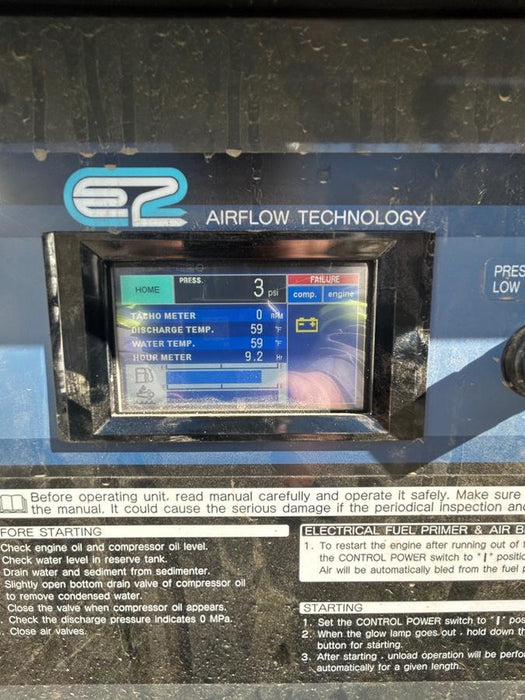 E2
AIRFLOW TECHNOLOGY
PRES
LOW
HOME
PRESS.
3 psi
FAILURE
comp. engine
TACHO METER 0 RPM
DISCHARGE TEMP. 59 °F
WATER TEMP. 59 °F
HOUR METER 9.2 Hr
Before operating unit, read manual carefully and operate it safely. Make sure
the manual. It could cause the serious damage if the periodical inspection an
FORE STARTING
Check engine oil and compressor oil level.
Check water level in reserve tank.
Drain water and sediment from sedimenter.
Slightly open bottom drain valve of compressor oil
to remove condensed water.
Close the valve when compressor oil appears.
. Check the discharge pressure indicates 0 MPa.
. Close air valves.
ELECTRICAL FUEL PRIMER & AIR B
1. To restart the engine after running out of
the CONTROL POWER switch to "I" positio
Air will be automatically bled from the fuel p
STARTING
1. Set the CONTROL POWER switch to "I" pos
2. When the glow lamp goes out , hold down th
button for starting.
3. After starting , unload operation will be perfo
automatically for a given length.